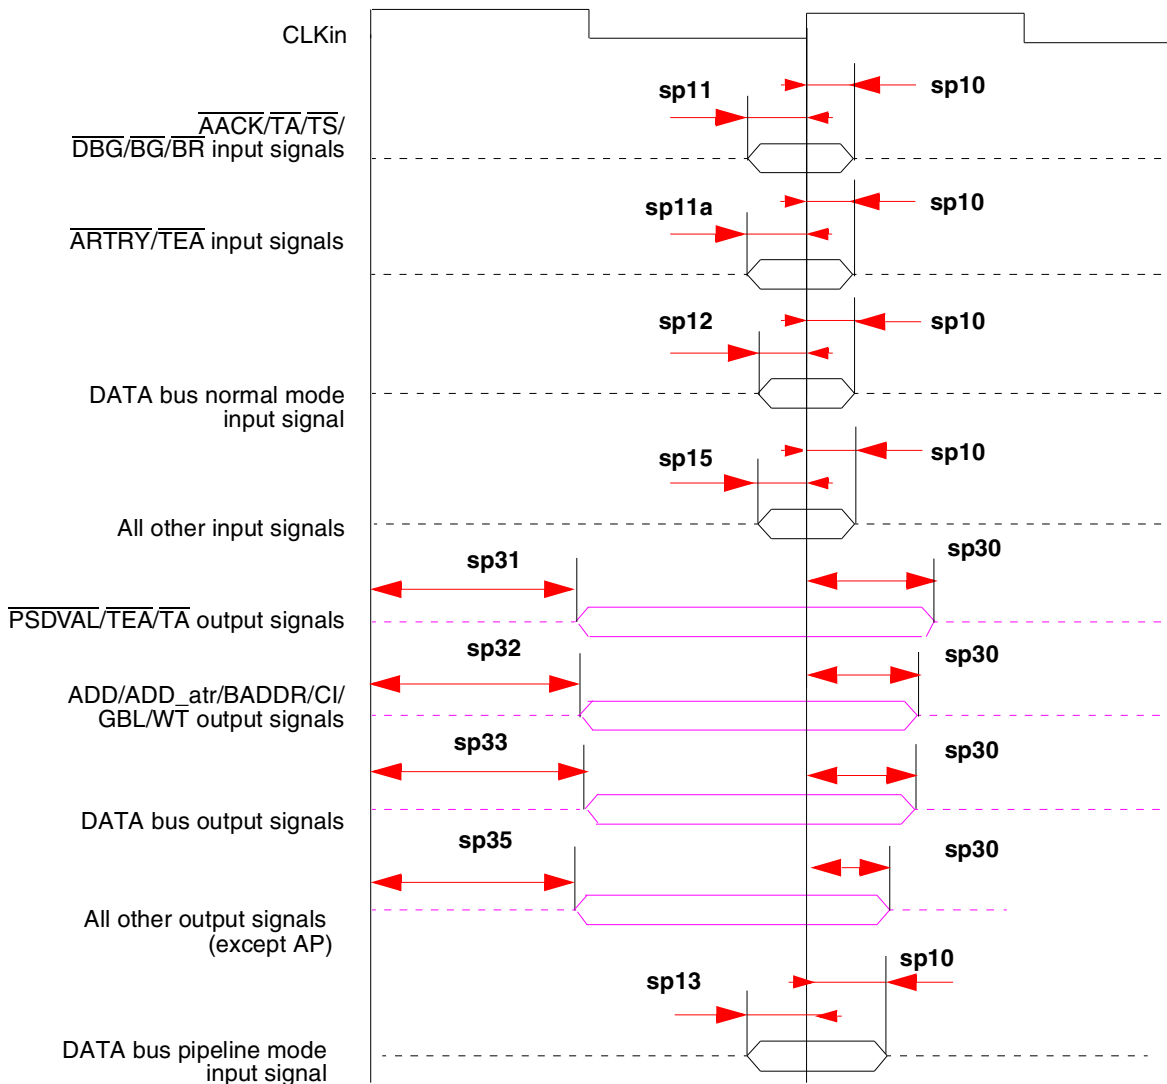 CLKin
sp11
sp10
AACK/TA/TS/
DBG/BG/BR input signals
sp11a
sp10
ARTRY/TEA input signals
sp12
sp10
DATA bus normal mode
input signal
sp15
sp10
All other input signals
sp31
sp30
PSDVAL/TEA/TA output signals
sp32
sp30
ADD/ADD_atr/BADDR/CI/
GBL/WT output signals
sp33
sp30
DATA bus output signals
sp35
sp30
All other output signals
(except AP)
sp13
sp10
DATA bus pipeline mode
input signal